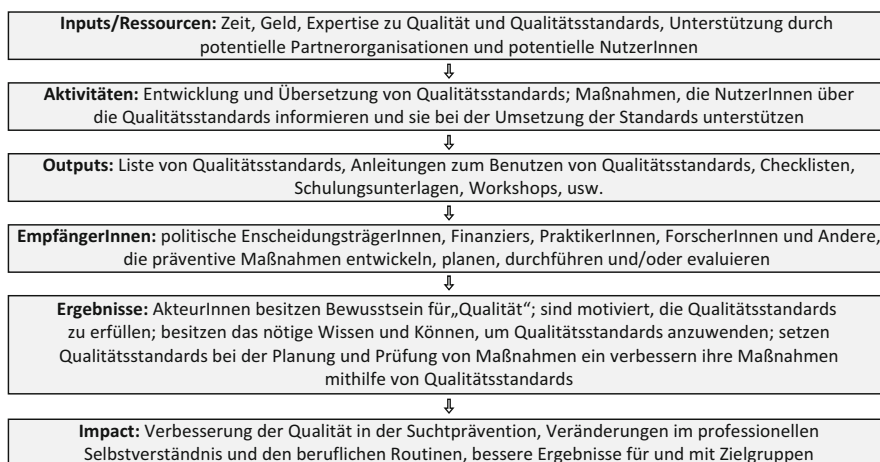 Inputs/Ressourcen: Zeit, Geld, Expertise zu Qualität und Qualitätsstandards, Unterstützung durch
potentielle Partnerorganisationen und potentielle NutzerInnen
Aktivitäten: Entwicklung und Übersetzung von Qualitätsstandards; Maßnahmen, die NutzerInnen über
die Qualitätsstandards informieren und sie bei der Umsetzung der Standards unterstützen
Outputs: Liste von Qualitätsstandards, Anleitungen zum Benutzen von Qualitätsstandards, Checklisten,
Schulungsunterlagen, Workshops, usw.
EmpfängerInnen: politische EnscheidungsträgerInnen, Finanziers, PraktikerInnen, ForscherInnen und Andere,
die präventive Maßnahmen entwickeln, planen, durchführen und/oder evaluieren
Ergebnisse: AkteurInnen besitzen Bewusstsein für„Qualität“; sind motiviert, die Qualitätsstandards
zu erfüllen; besitzen das nötige Wissen und Können, um Qualitätsstandards anzuwenden; setzen
Qualitätsstandards bei der Planung und Prüfung von Maßnahmen ein verbessern ihre Maßnahmen
mithilfe von Qualitätsstandards
Impact: Verbesserung der Qualität in der Suchtprävention, Veränderungen im professionellen
Selbstverständnis und den beruflichen Routinen, bessere Ergebnisse für und mit Zielgruppen